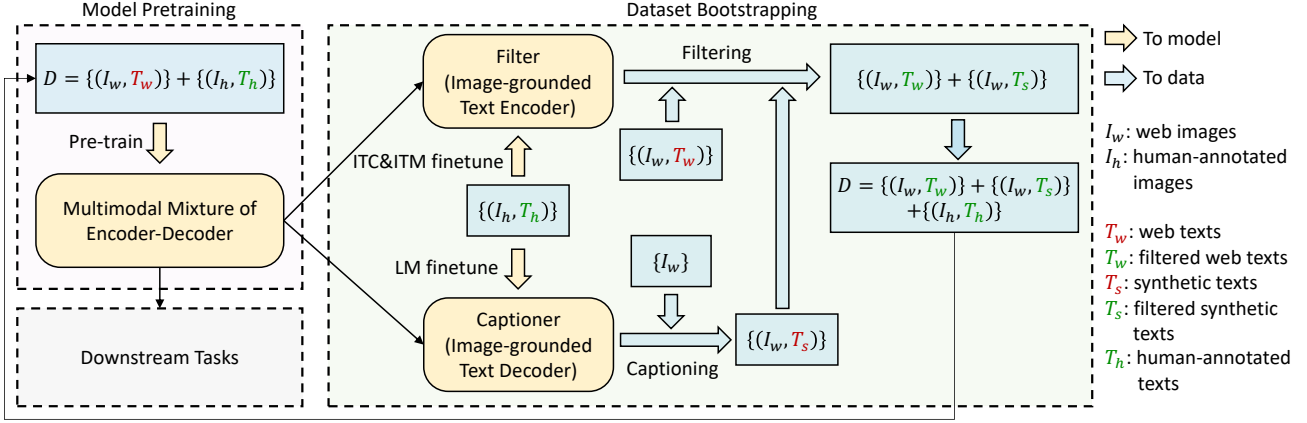 Model Pretraining
D = {(I_w, T_w)} + {(I_h, T_h)}
Pre-train
Multimodal Mixture of
Encoder-Decoder
Downstream Tasks
Dataset Bootstrapping
Filter
(Image-grounded
Text Encoder)
ITC&ITM finetune
{(I_h, T_h)}
LM finetune
Captioner
(Image-grounded
Text Decoder)
Filtering
{(I_w, T_w)}
{I_w}
Captioning
{(I_w, T_s)}
{(I_w, T_w)} + {(I_w, T_s)}
D = {(I_w, T_w)} + {(I_w, T_s)}
+{(I_h, T_h)}
To model
To data
I_w: web images
I_h: human-annotated
images
T_w: web texts
T_w: filtered web texts
T_s: synthetic texts
T_s: filtered synthetic
texts
T_h: human-annotated
texts